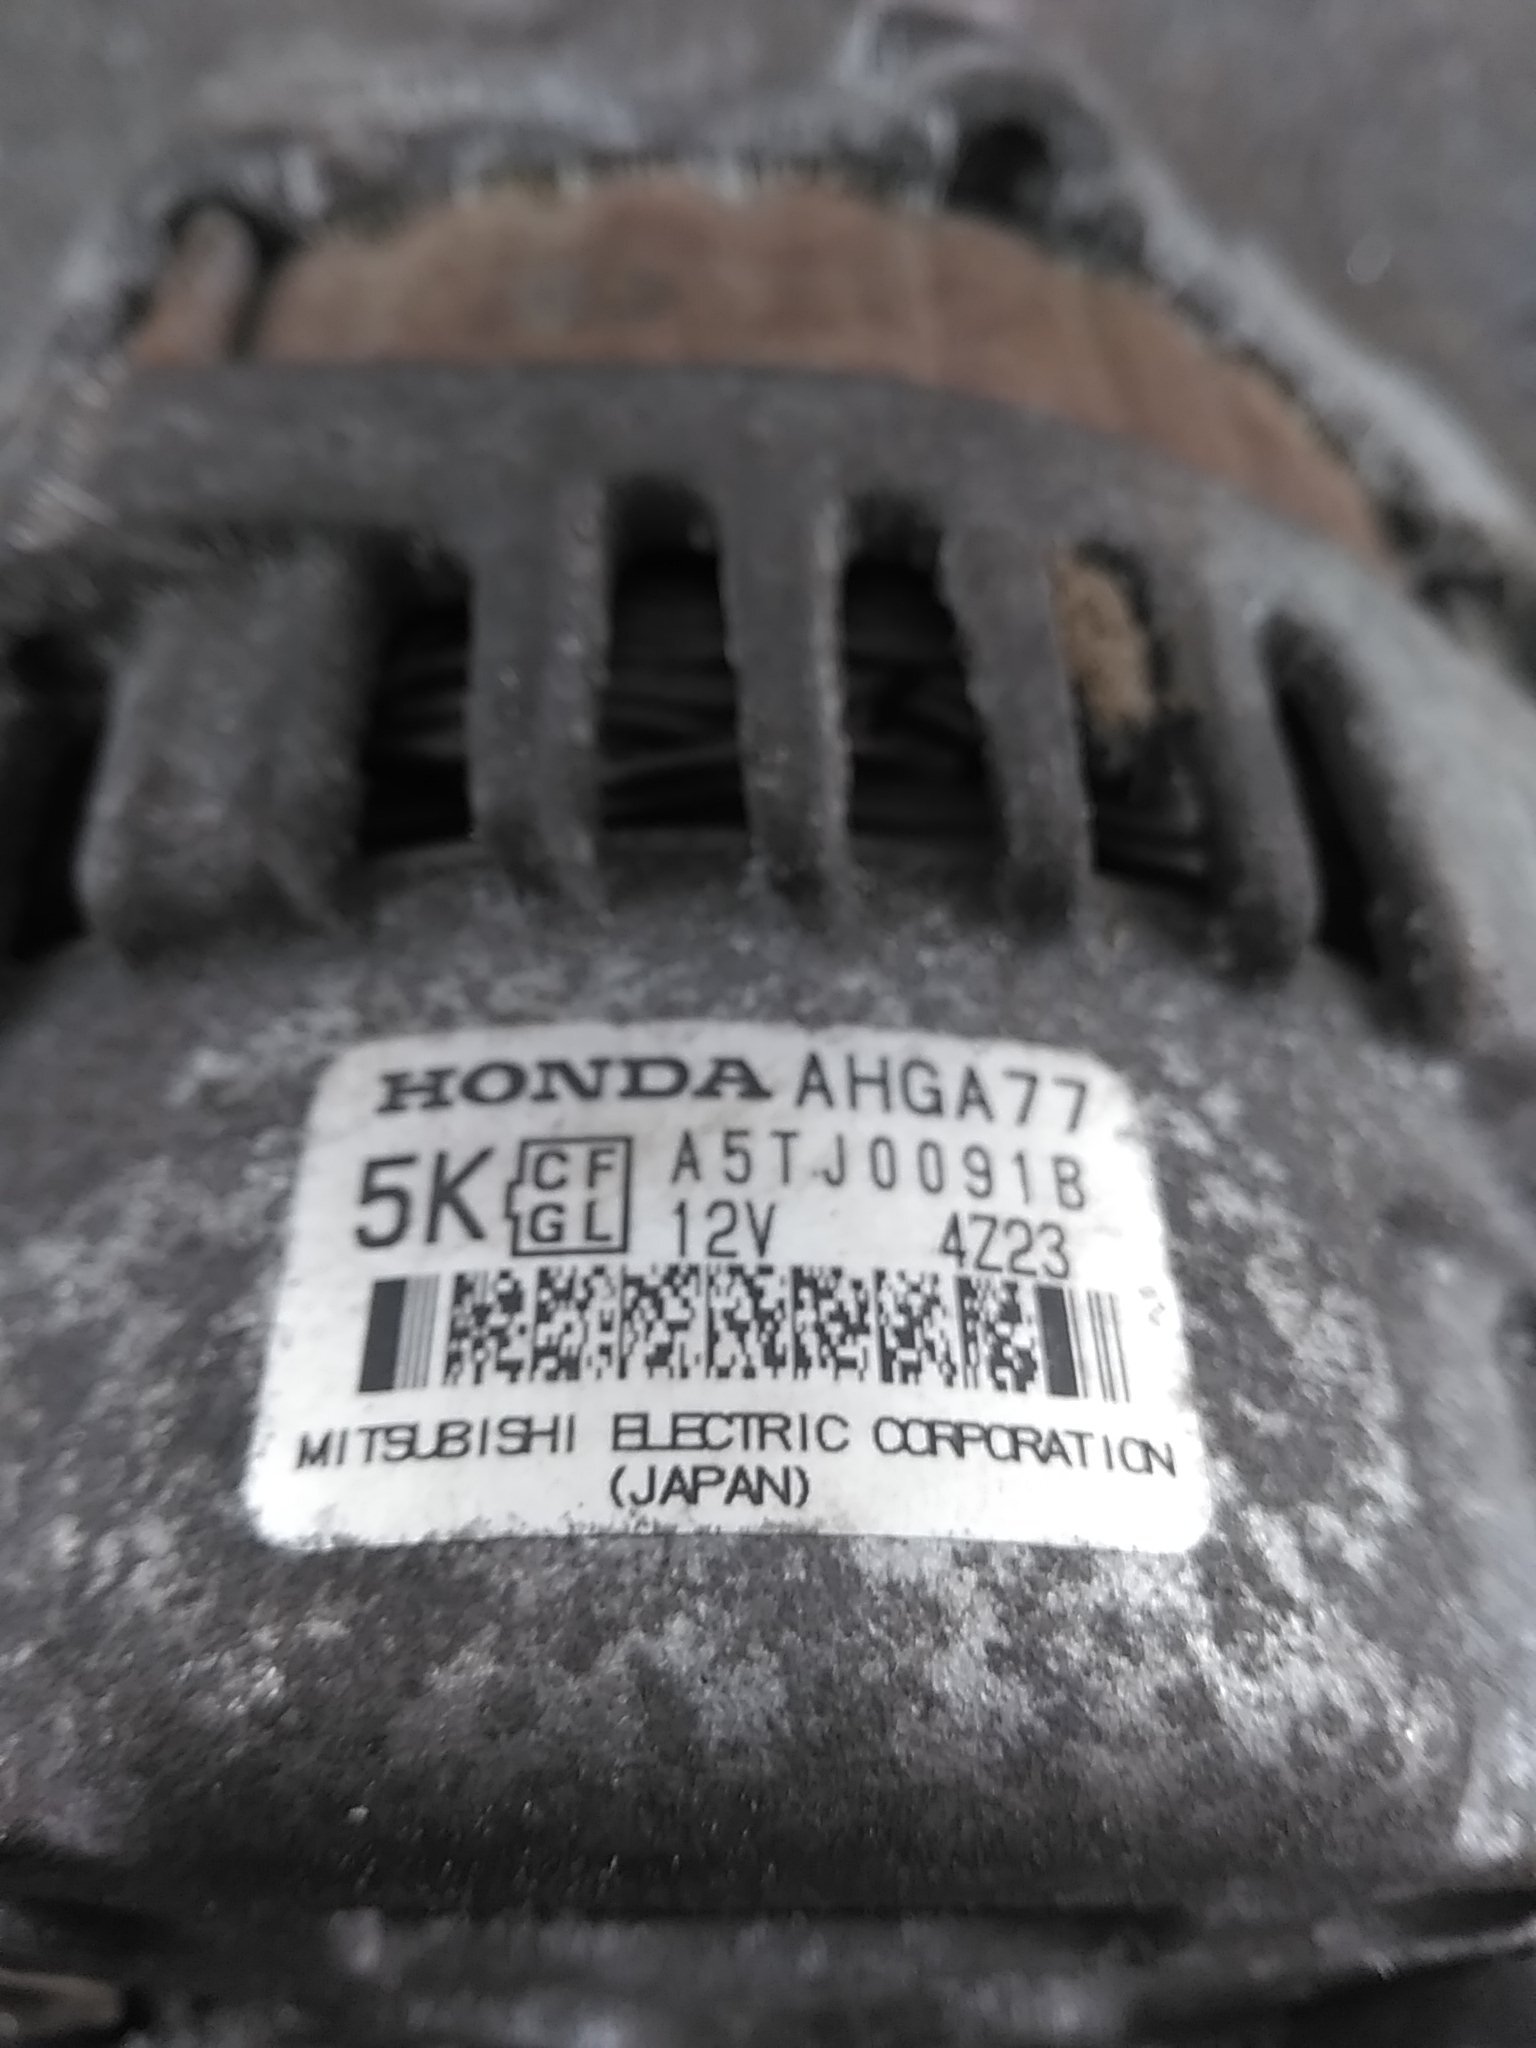 HONDA AHGA77
5K CF GL A5TJ0091B
12V 4Z23
MITSUBISHI ELECTRIC CORPORATION
(JAPAN)